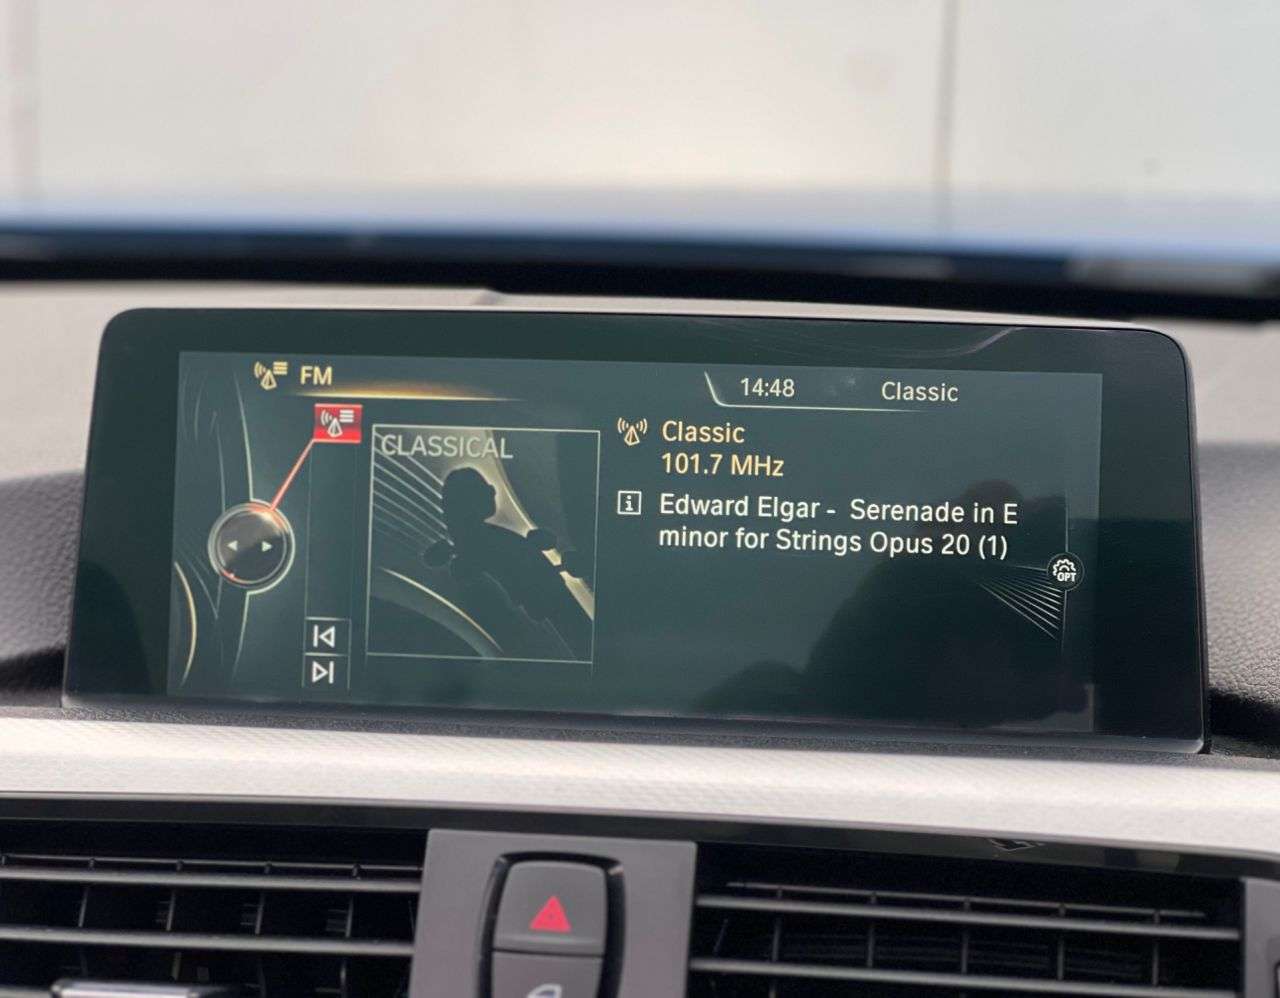 FM
14:48 Classic
CLASSICAL
Classic
101.7 MHz
Edward Elgar - Serenade in E
minor for Strings Opus 20 (1)
OPT